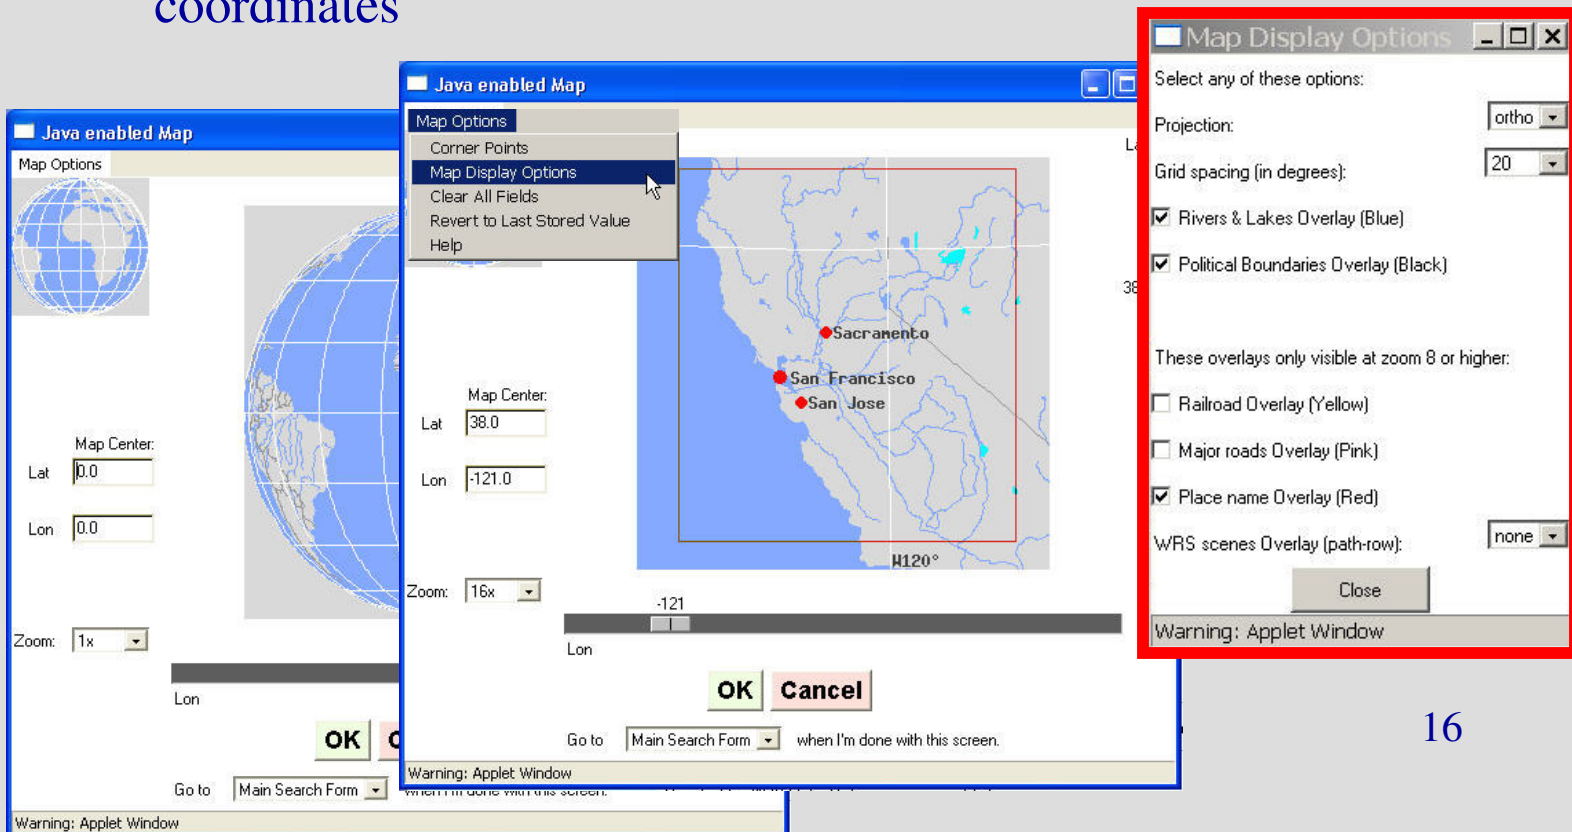 coordinates
Java enabled Map
Map Options
Map Center:
Lat 0.0
Lon 0.0
Zoom: 1x
Lon
OK
Go to Main Search Form when I'm done with this screen.
Warning: Applet Window
Java enabled Map
Map Options
Corner Points
Map Display Options
Clear All Fields
Revert to Last Stored Value
Help
Sacramento
San Francisco
San Jose
W120°
Map Center:
Lat 38.0
Lon -121.0
Zoom: 16x
-121
Lon
38
OK Cancel
Go to Main Search Form when I'm done with this screen.
Warning: Applet Window
Map Display Options
Select any of these options:
Projection: ortho
Grid spacing (in degrees): 20
Rivers & Lakes Overlay (Blue)
Political Boundaries Overlay (Black)
These overlays only visible at zoom 8 or higher:
Railroad Overlay (Yellow)
Major roads Overlay (Pink)
Place name Overlay (Red)
WRS scenes Overlay (path-row): none
Close
Warning: Applet Window
16